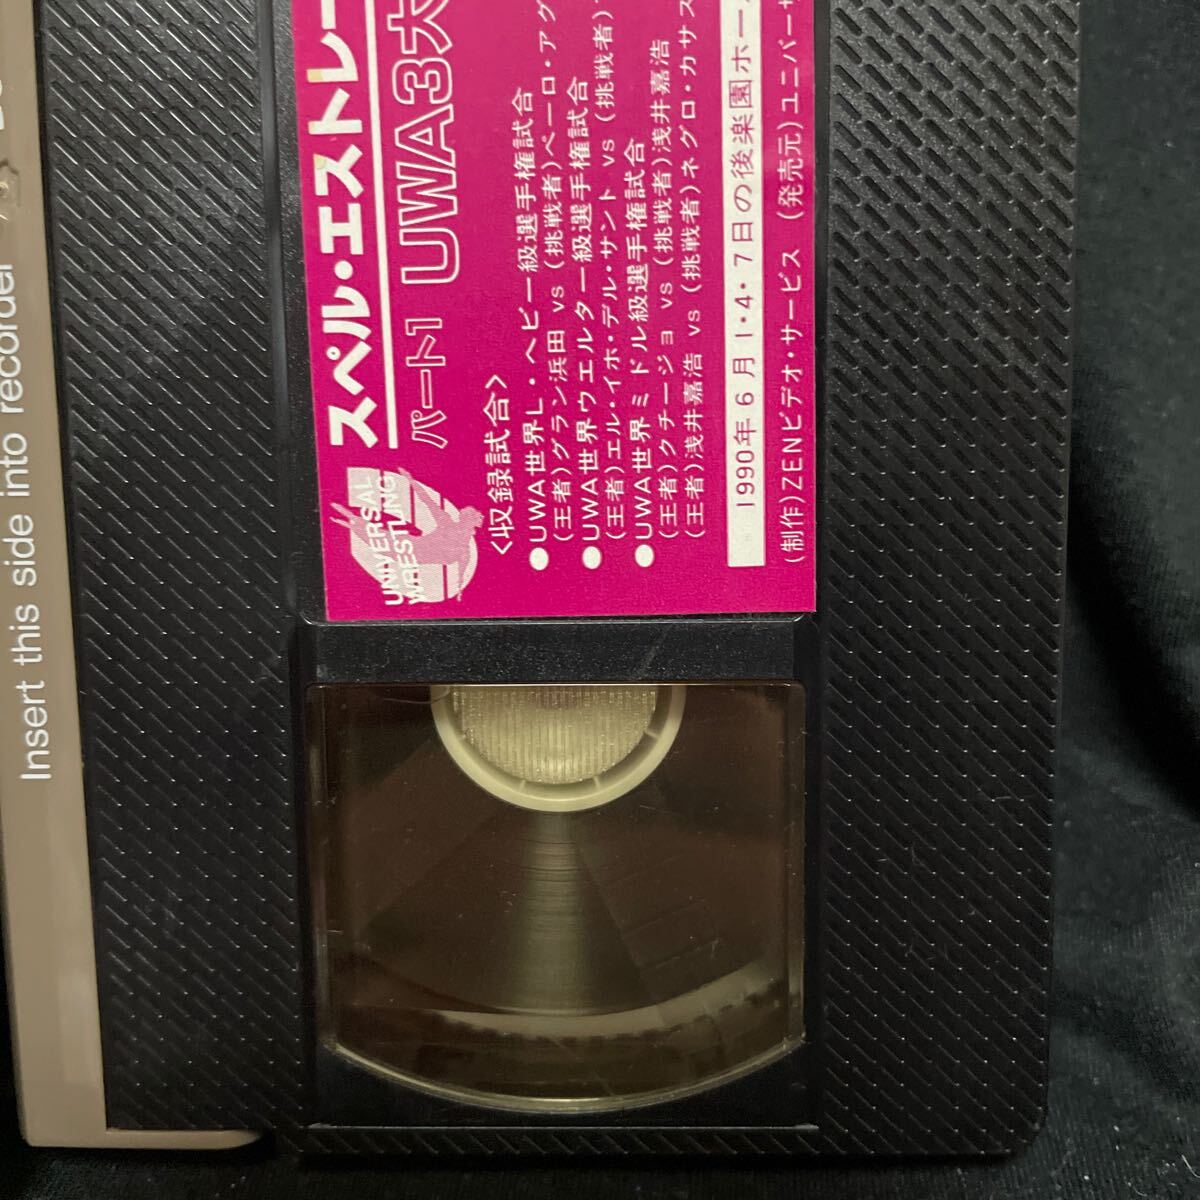 Insert this side into recorder
スペル・エストレー
パート1 UWA3大
UNIVERSAL
WRESTLING
<収録試合>
●UWA世界L・ヘビー級選手権試合
(王者)グラン浜田 vs (挑戦者)ペーロ・アグ
●UWA世界ウエルター級選手権試合
(王者)エル・イホ・デル・サント vs (挑戦者)
●UWA世界ミドル級選手権試合
(王者)クチージョ vs (挑戦者)浅井嘉浩
(王者)浅井嘉浩 vs (挑戦者)ネグロ・カサス
1990年6月1・4・7日の後楽園ホー
(制作)ZENビデオ・サービス (発売元)ユニバーサ